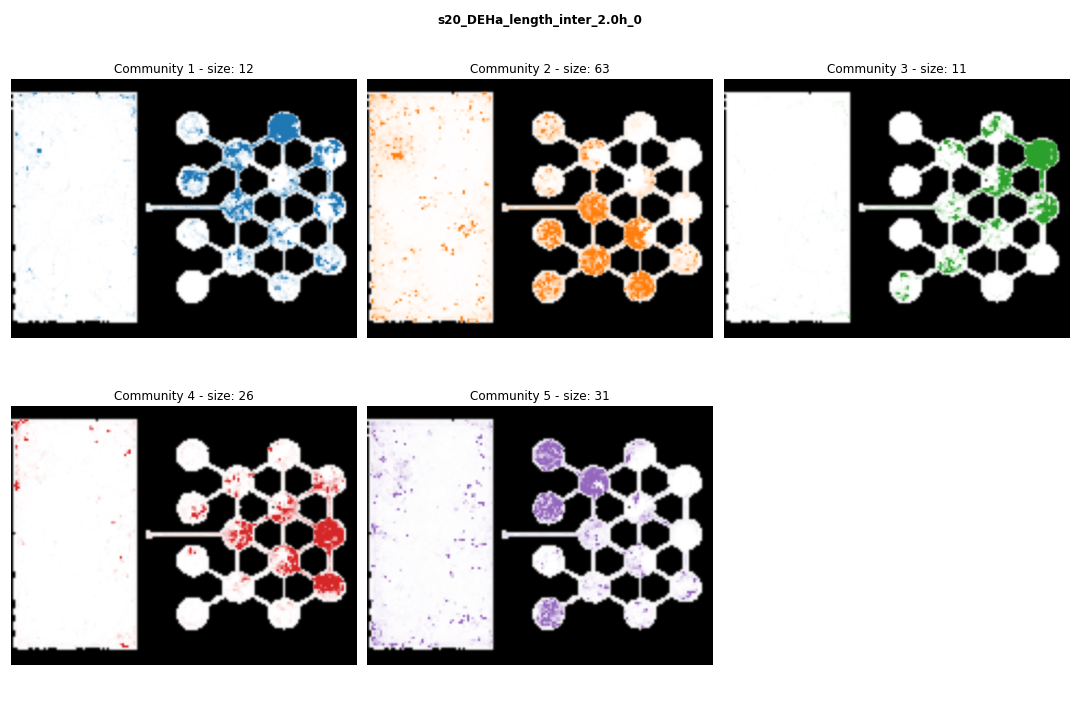 s20_DEHa_length_inter_2.0h_0
Community 1 - size: 12
Community 2 - size: 63
Community 3 - size: 11
Community 4 - size: 26
Community 5 - size: 31